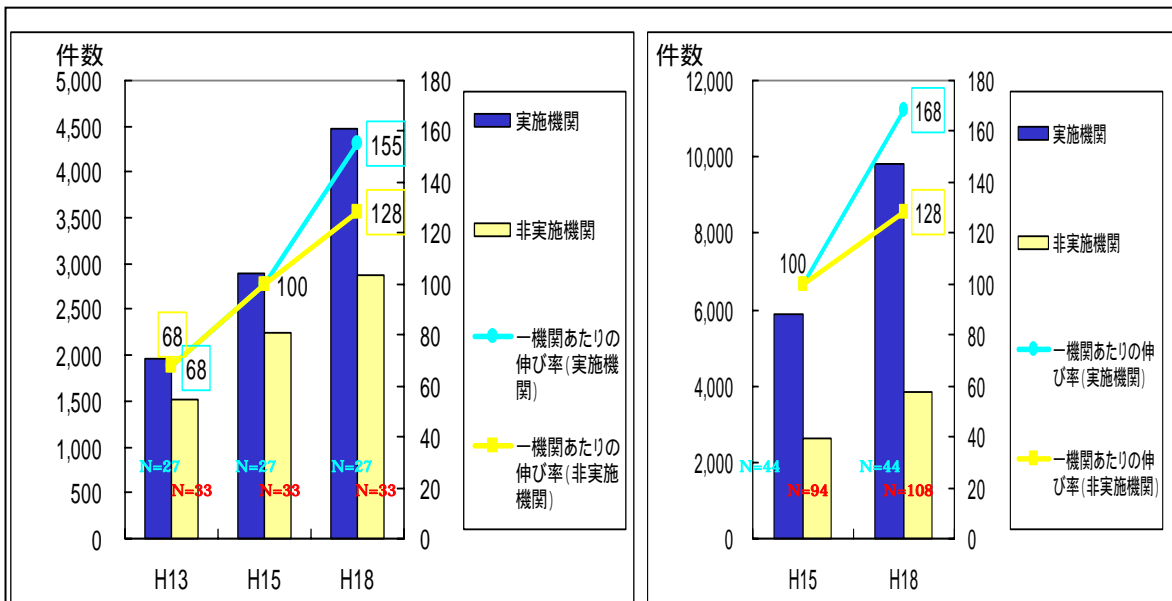 件数
5,000
4,500
4,000
3,500
3,000
2,500
2,000
1,500
1,000
500
0
180
160
140
120
100
80
60
40
20
0
155
128
100
68
68
N=27
N=27
N=27
N=33
N=33
N=33
H13
H15
H18
実施機関
非実施機関
一機関あたりの
伸び率(実施機
関)
一機関あたりの
伸び率(非実施
機関)
件数
12,000
10,000
8,000
6,000
4,000
2,000
0
180
160
140
120
100
80
60
40
20
0
168
128
100
N=44
N=44
N=94
N=108
H15
H18
実施機関
非実施機関
一機関あたりの伸
び率(実施機関)
一機関あたりの伸
び率(非実施機関)